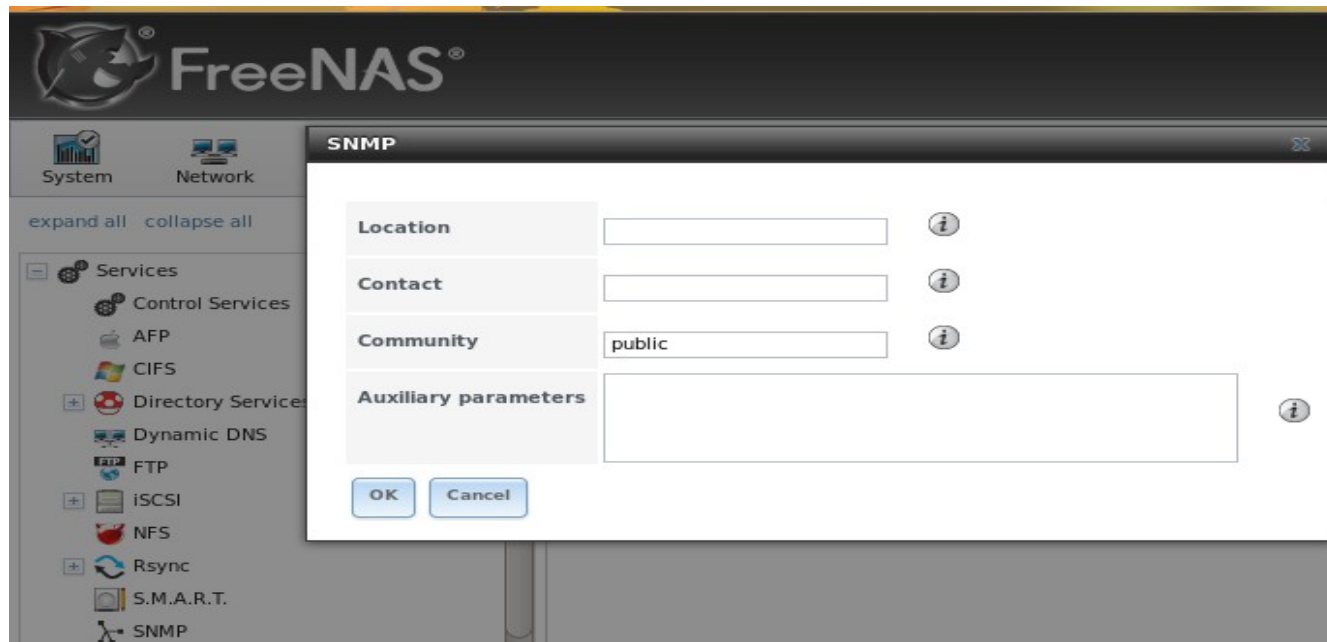 FreeNAS®
System
Network
SNMP
expand all collapse all
Location
Contact
Community
public
Auxiliary parameters
OK
Cancel
Services
Control Services
AFP
CIFS
Directory Services
Dynamic DNS
FTP
iSCSI
NFS
Rsync
S.M.A.R.T.
SNMP